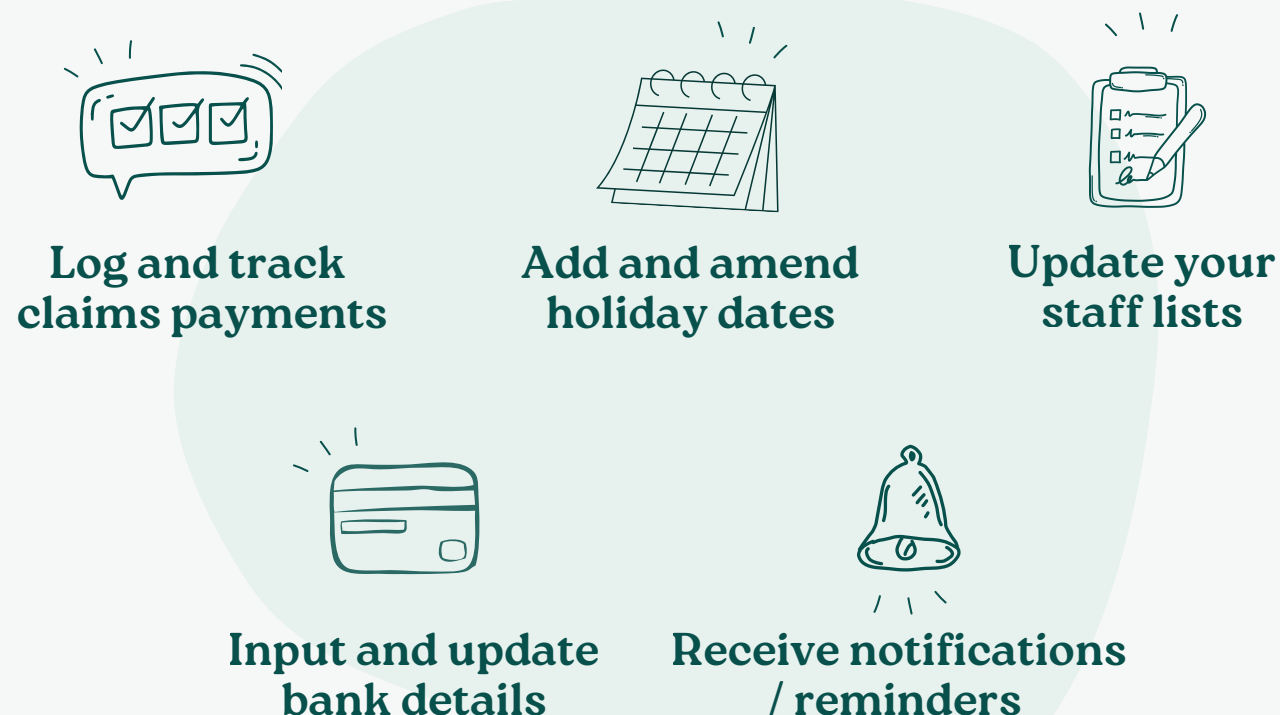 Log and track
claims payments
Add and amend
holiday dates
Update your
staff lists
Input and update
bank details
Receive notifications
/ reminders